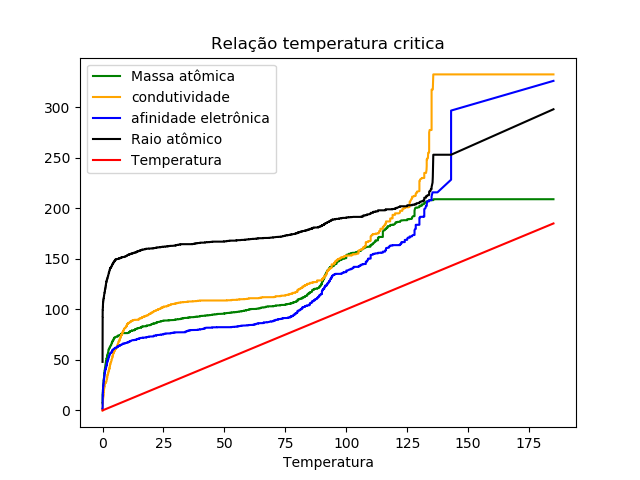 Relação temperatura critica
Massa atômica
condutividade
afinidade eletrônica
Raio atômico
Temperatura
300
250
200
150
100
50
0
0 25 50 75 100 125 150 175
Temperatura